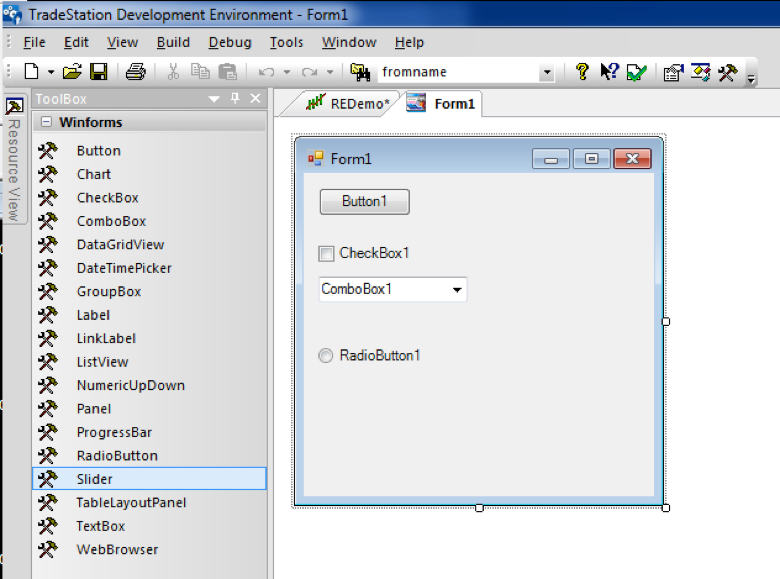 TradeStation Development Environment - Form1
File Edit View Build Debug Tools Window Help
fromname
ToolBox
Resource View
Winforms
Button
Chart
CheckBox
ComboBox
DataGridView
DateTimePicker
GroupBox
Label
LinkLabel
ListView
NumericUpDown
Panel
ProgressBar
RadioButton
Slider
TableLayoutPanel
TextBox
WebBrowser
REDemo* Form1
Form1
Button1
CheckBox1
ComboBox1
RadioButton1